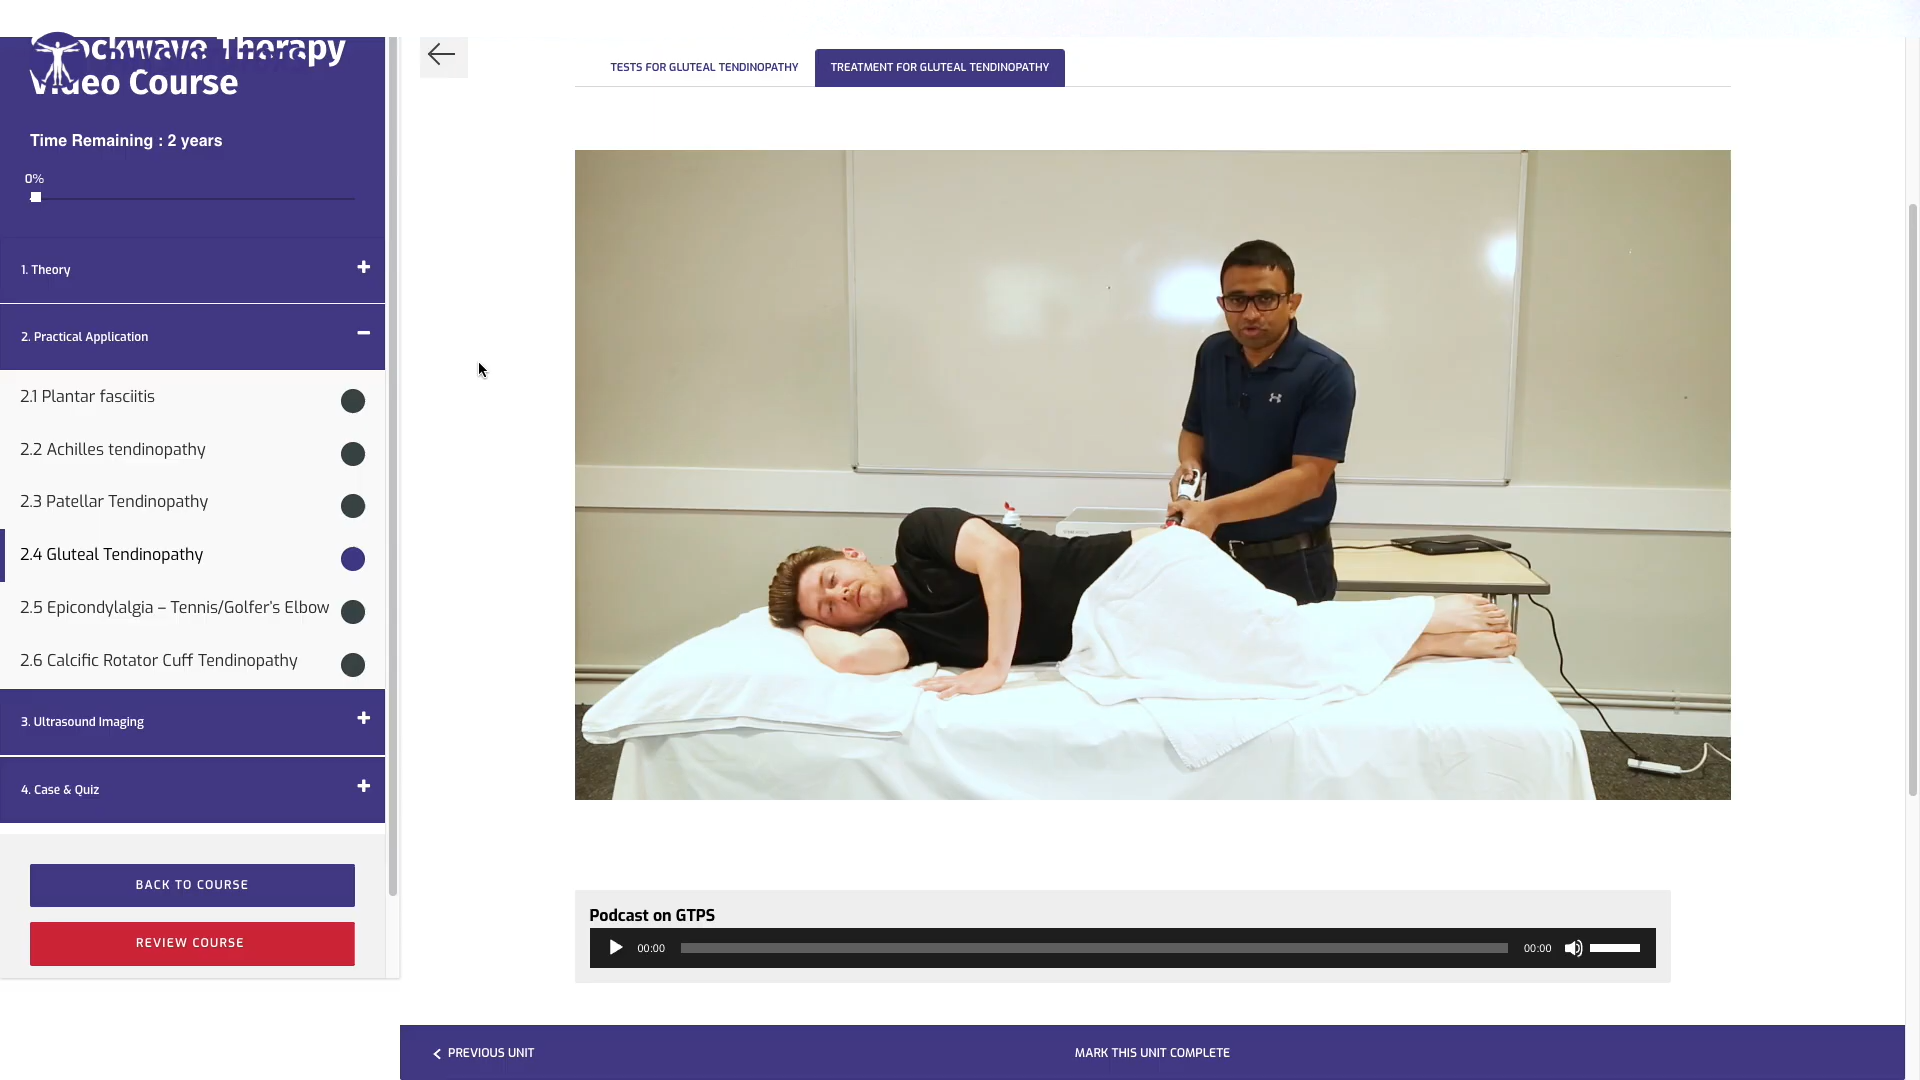 Video Course
Time Remaining : 2 years
0%
1. Theory
2. Practical Application
2.1 Plantar fasciitis
2.2 Achilles tendinopathy
2.3 Patellar Tendinopathy
2.4 Gluteal Tendinopathy
2.5 Epicondylalgia – Tennis/Golfer's Elbow
2.6 Calcific Rotator Cuff Tendinopathy
3. Ultrasound Imaging
4. Case & Quiz
BACK TO COURSE
REVIEW COURSE
TESTS FOR GLUTEAL TENDINOPATHY
TREATMENT FOR GLUTEAL TENDINOPATHY
Podcast on GTPS
00:00
00:00
PREVIOUS UNIT
MARK THIS UNIT COMPLETE